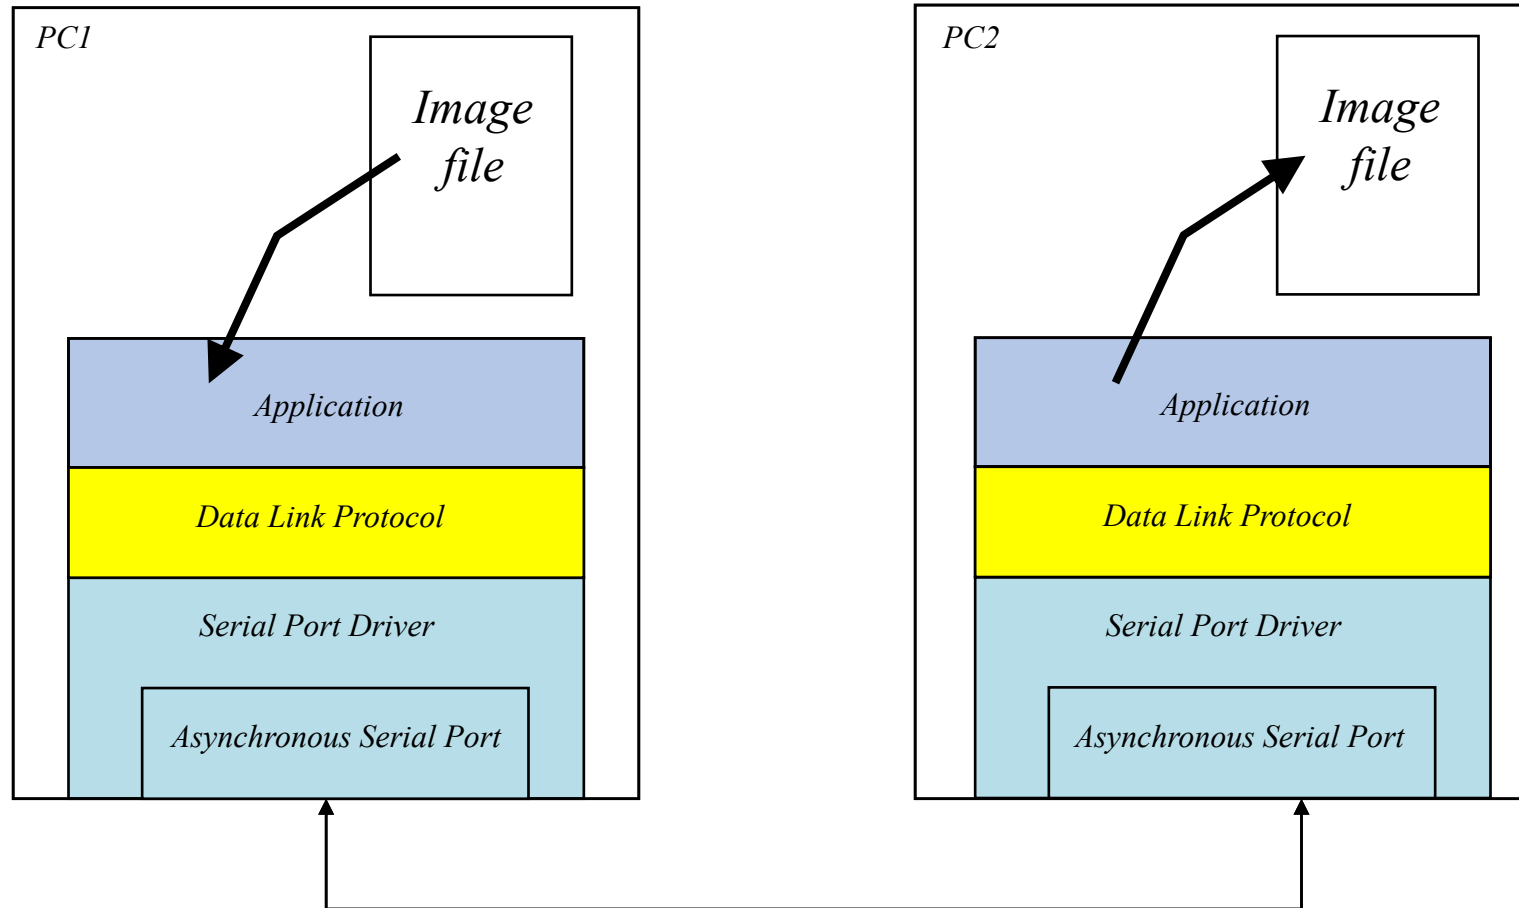 PC1
Image
file
Application
Data Link Protocol
Serial Port Driver
Asynchronous Serial Port
PC2
Image
file
Application
Data Link Protocol
Serial Port Driver
Asynchronous Serial Port